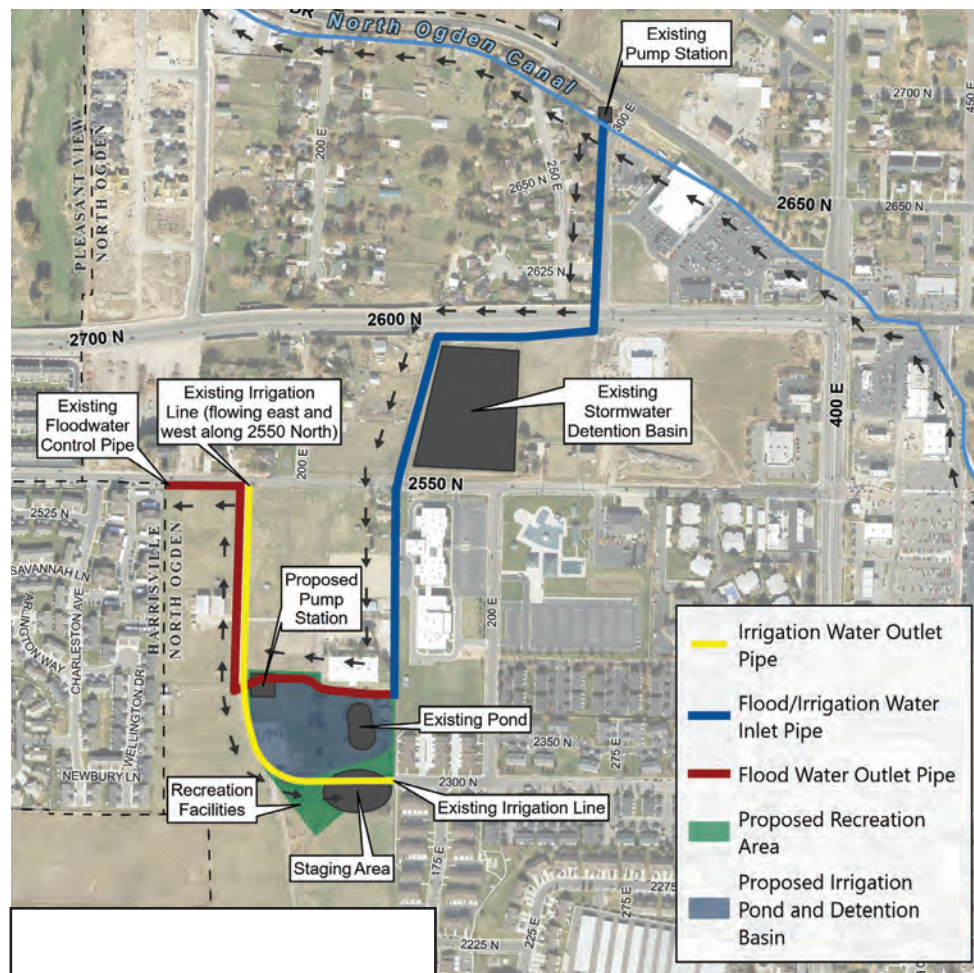 DR
North Ogden Canal
Existing
Pump Station
300 E
2700 N
450 E
PLEASANT VIEW
NORTH OGDEN
200 E
250 E
2650 N
2650 N
2650 N
2625 N
2600 N
2700 N
Existing
Floodwater
Control Pipe
Existing Irrigation
Line (flowing east and
west along 2550 North)
Existing
Stormwater
Detention Basin
400 E
200 E
2550 N
2525 N
SAVANNAH LN
ARLINGTON WAY
CHARLESTON AVE
WELLINGTON DR
HARRISVILLE
NORTH OGDEN
Proposed
Pump
Station
200 E
Existing Pond
2350 N
275 E
NEWBURY LN
2300 N
Recreation
Facilities
Existing Irrigation Line
Staging Area
175 E
2275
275 E
225 E
2225 N
Irrigation Water Outlet
Pipe
Flood/Irrigation Water
Inlet Pipe
Flood Water Outlet Pipe
Proposed Recreation
Area
Proposed Irrigation
Pond and Detention
Basin